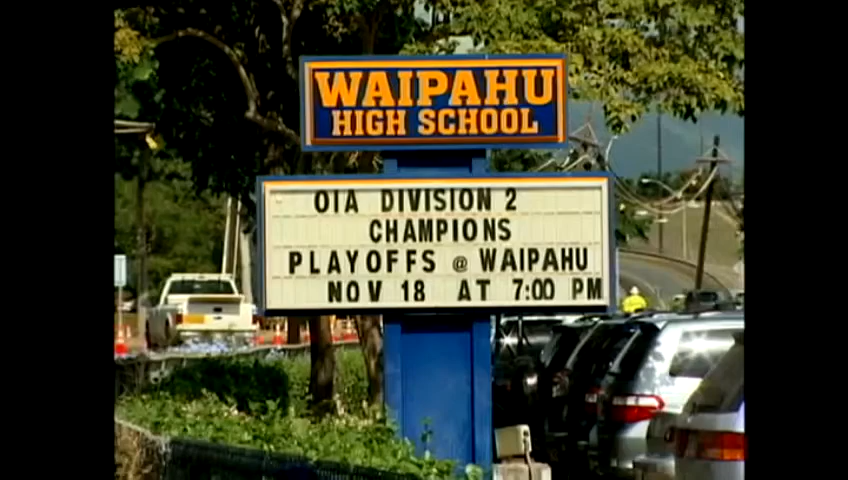 WAIPAHU
HIGH SCHOOL
OIA DIVISION 2
CHAMPIONS
PLAYOFFS @ WAIPAHU
NOV 18 AT 7:00 PM